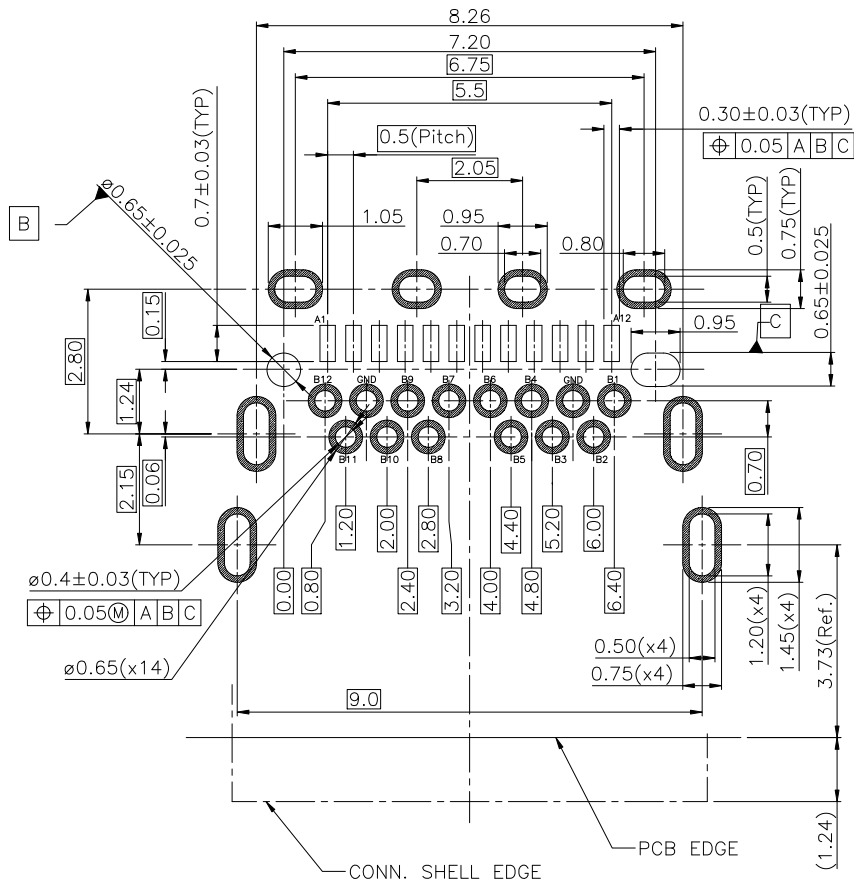 8.26
7.20
6.75
5.5
0.30±0.03(TYP)
⌖ 0.05 A B C
0.5(Pitch)
2.05
0.7±0.03(TYP)
B
ø0.65±0.025
1.05
0.95
0.70
0.80
0.5(TYP)
0.75(TYP)
0.65±0.025
C
0.95
A1
A12
0.15
2.80
1.24
B12 GND B9 B7 B6 B4 GND B1
B11 B10 B8 B5 B3 B2
2.15
0.06
0.70
1.20 2.00 2.80 4.40 5.20 6.00
0.00 0.80 2.40 3.20 4.00 4.80 6.40
ø0.4±0.03(TYP)
⌖ 0.05Ⓜ A B C
ø0.65(x14)
0.50(x4)
0.75(x4)
1.20(x4)
1.45(x4)
3.73(Ref.)
9.0
(1.24)
PCB EDGE
CONN. SHELL EDGE